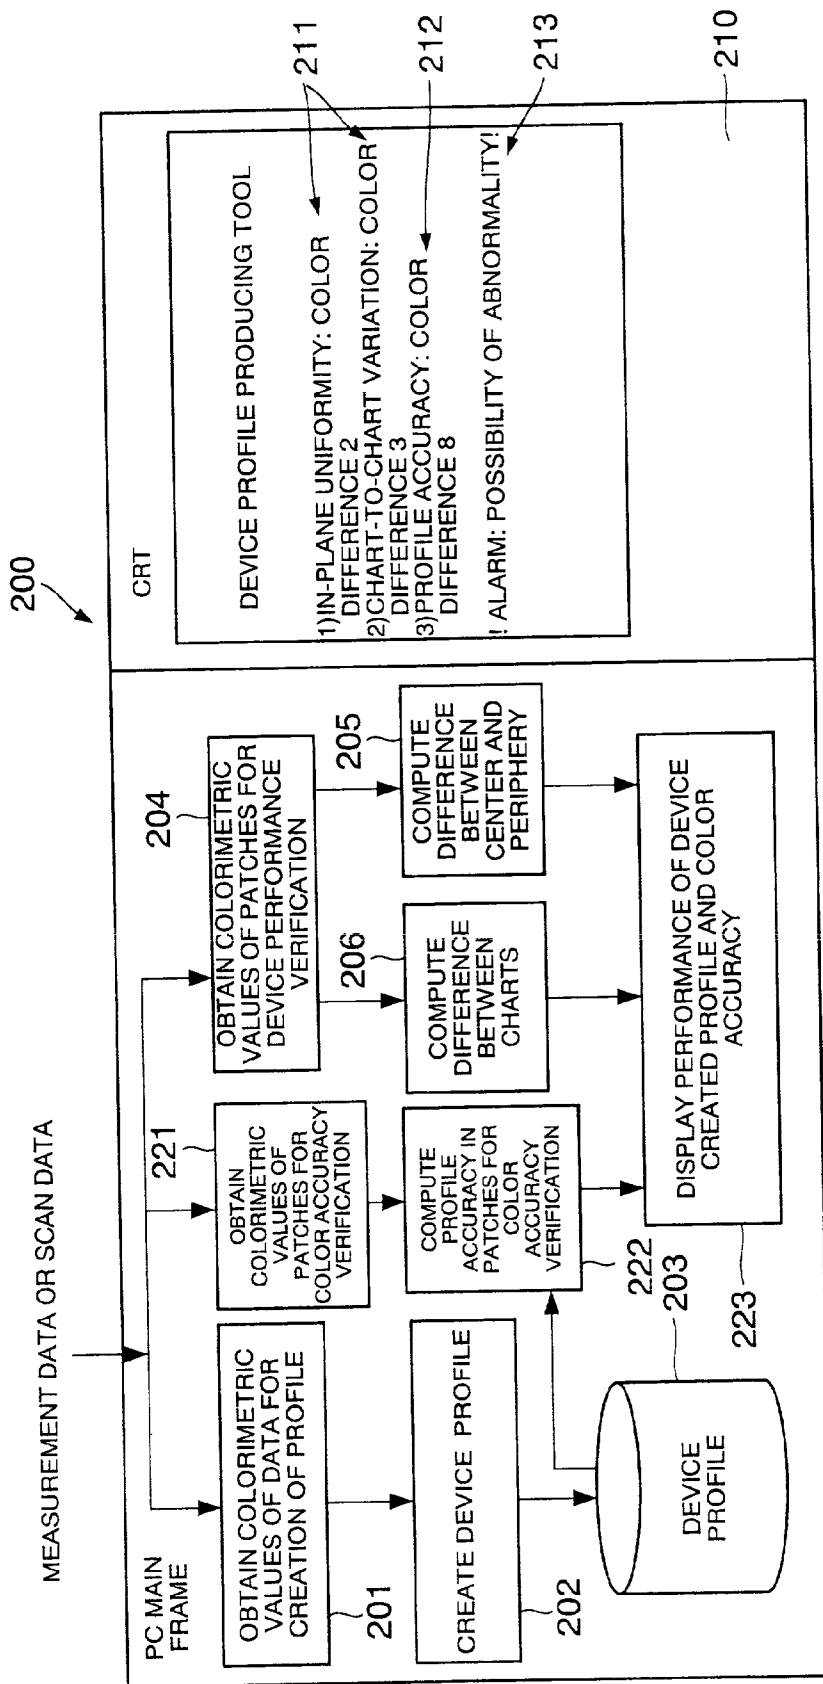 200
MEASUREMENT DATA OR SCAN DATA
PC MAIN
FRAME
OBTAIN COLORIMETRIC
VALUES OF DATA FOR
CREATION OF PROFILE
201
CREATE DEVICE PROFILE
202
DEVICE
PROFILE
203
221
OBTAIN
COLORIMETRIC
VALUES OF
PATCHES FOR
COLOR ACCURACY
VERIFICATION
COMPUTE
PROFILE
ACCURACY IN
PATCHES FOR
COLOR
ACCURACY
VERIFICATION
222
204
OBTAIN COLORIMETRIC
VALUES OF PATCHES FOR
DEVICE PERFORMANCE
VERIFICATION
206
COMPUTE
DIFFERENCE
BETWEEN
CHARTS
205
COMPUTE
DIFFERENCE
BETWEEN
CENTER AND
PERIPHERY
DISPLAY PERFORMANCE OF DEVICE
CREATED PROFILE AND COLOR
ACCURACY
223
CRT
DEVICE PROFILE PRODUCING TOOL
1)IN-PLANE UNIFORMITY: COLOR
DIFFERENCE 2
2)CHART-TO-CHART VARIATION: COLOR
DIFFERENCE 3
3)PROFILE ACCURACY: COLOR
DIFFERENCE 8
! ALARM: POSSIBILITY OF ABNORMALITY!
211
212
213
210